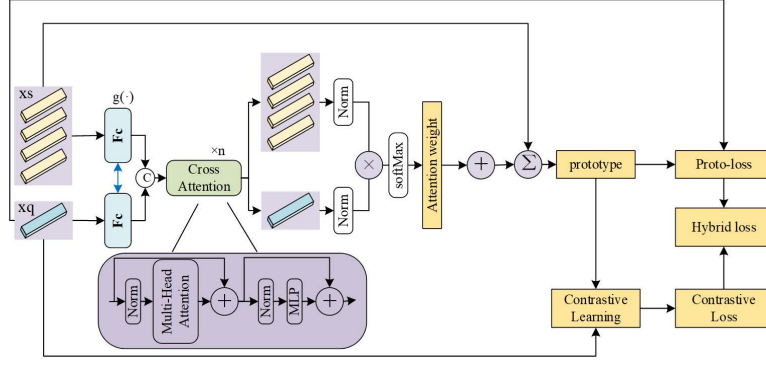 xs
g(·)
Fc
Fc
xq
C
×n
Cross
Attention
Norm
Norm
×
softMax
Attention weight
+
Σ
prototype
Proto-loss
Hybrid loss
Contrastive
Learning
Contrastive
Loss
Norm
Multi-Head
Attention
+
Norm
MLP
+